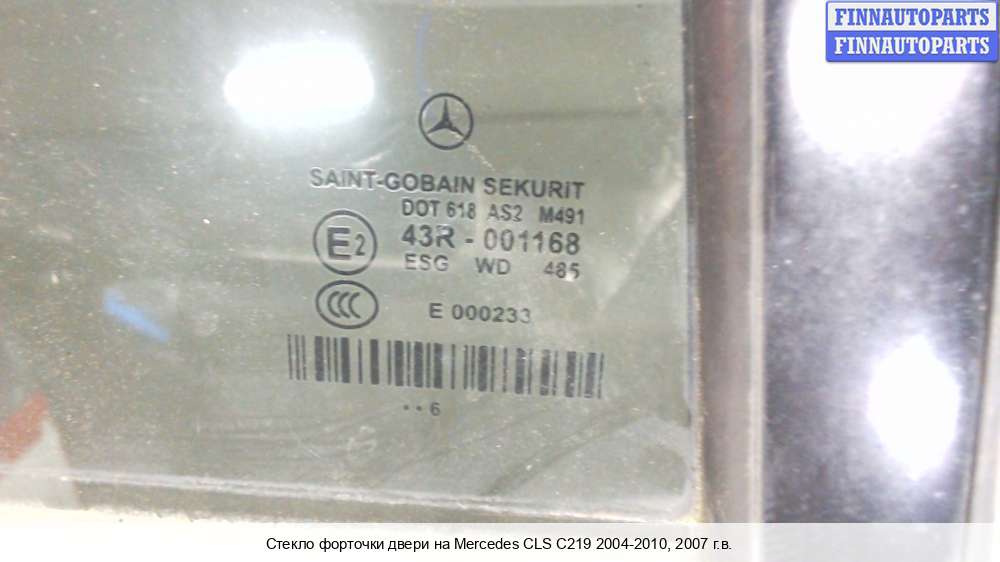 FINNAUTOPARTS
FINNAUTOPARTS
SAINT-GOBAIN SEKURIT
DOT 618 AS2 M491
E2
43R - 001168
ESG WD 485
CCC
E 000233
• • 6
Стекло форточки двери на Mercedes CLS C219 2004-2010, 2007 г.в.